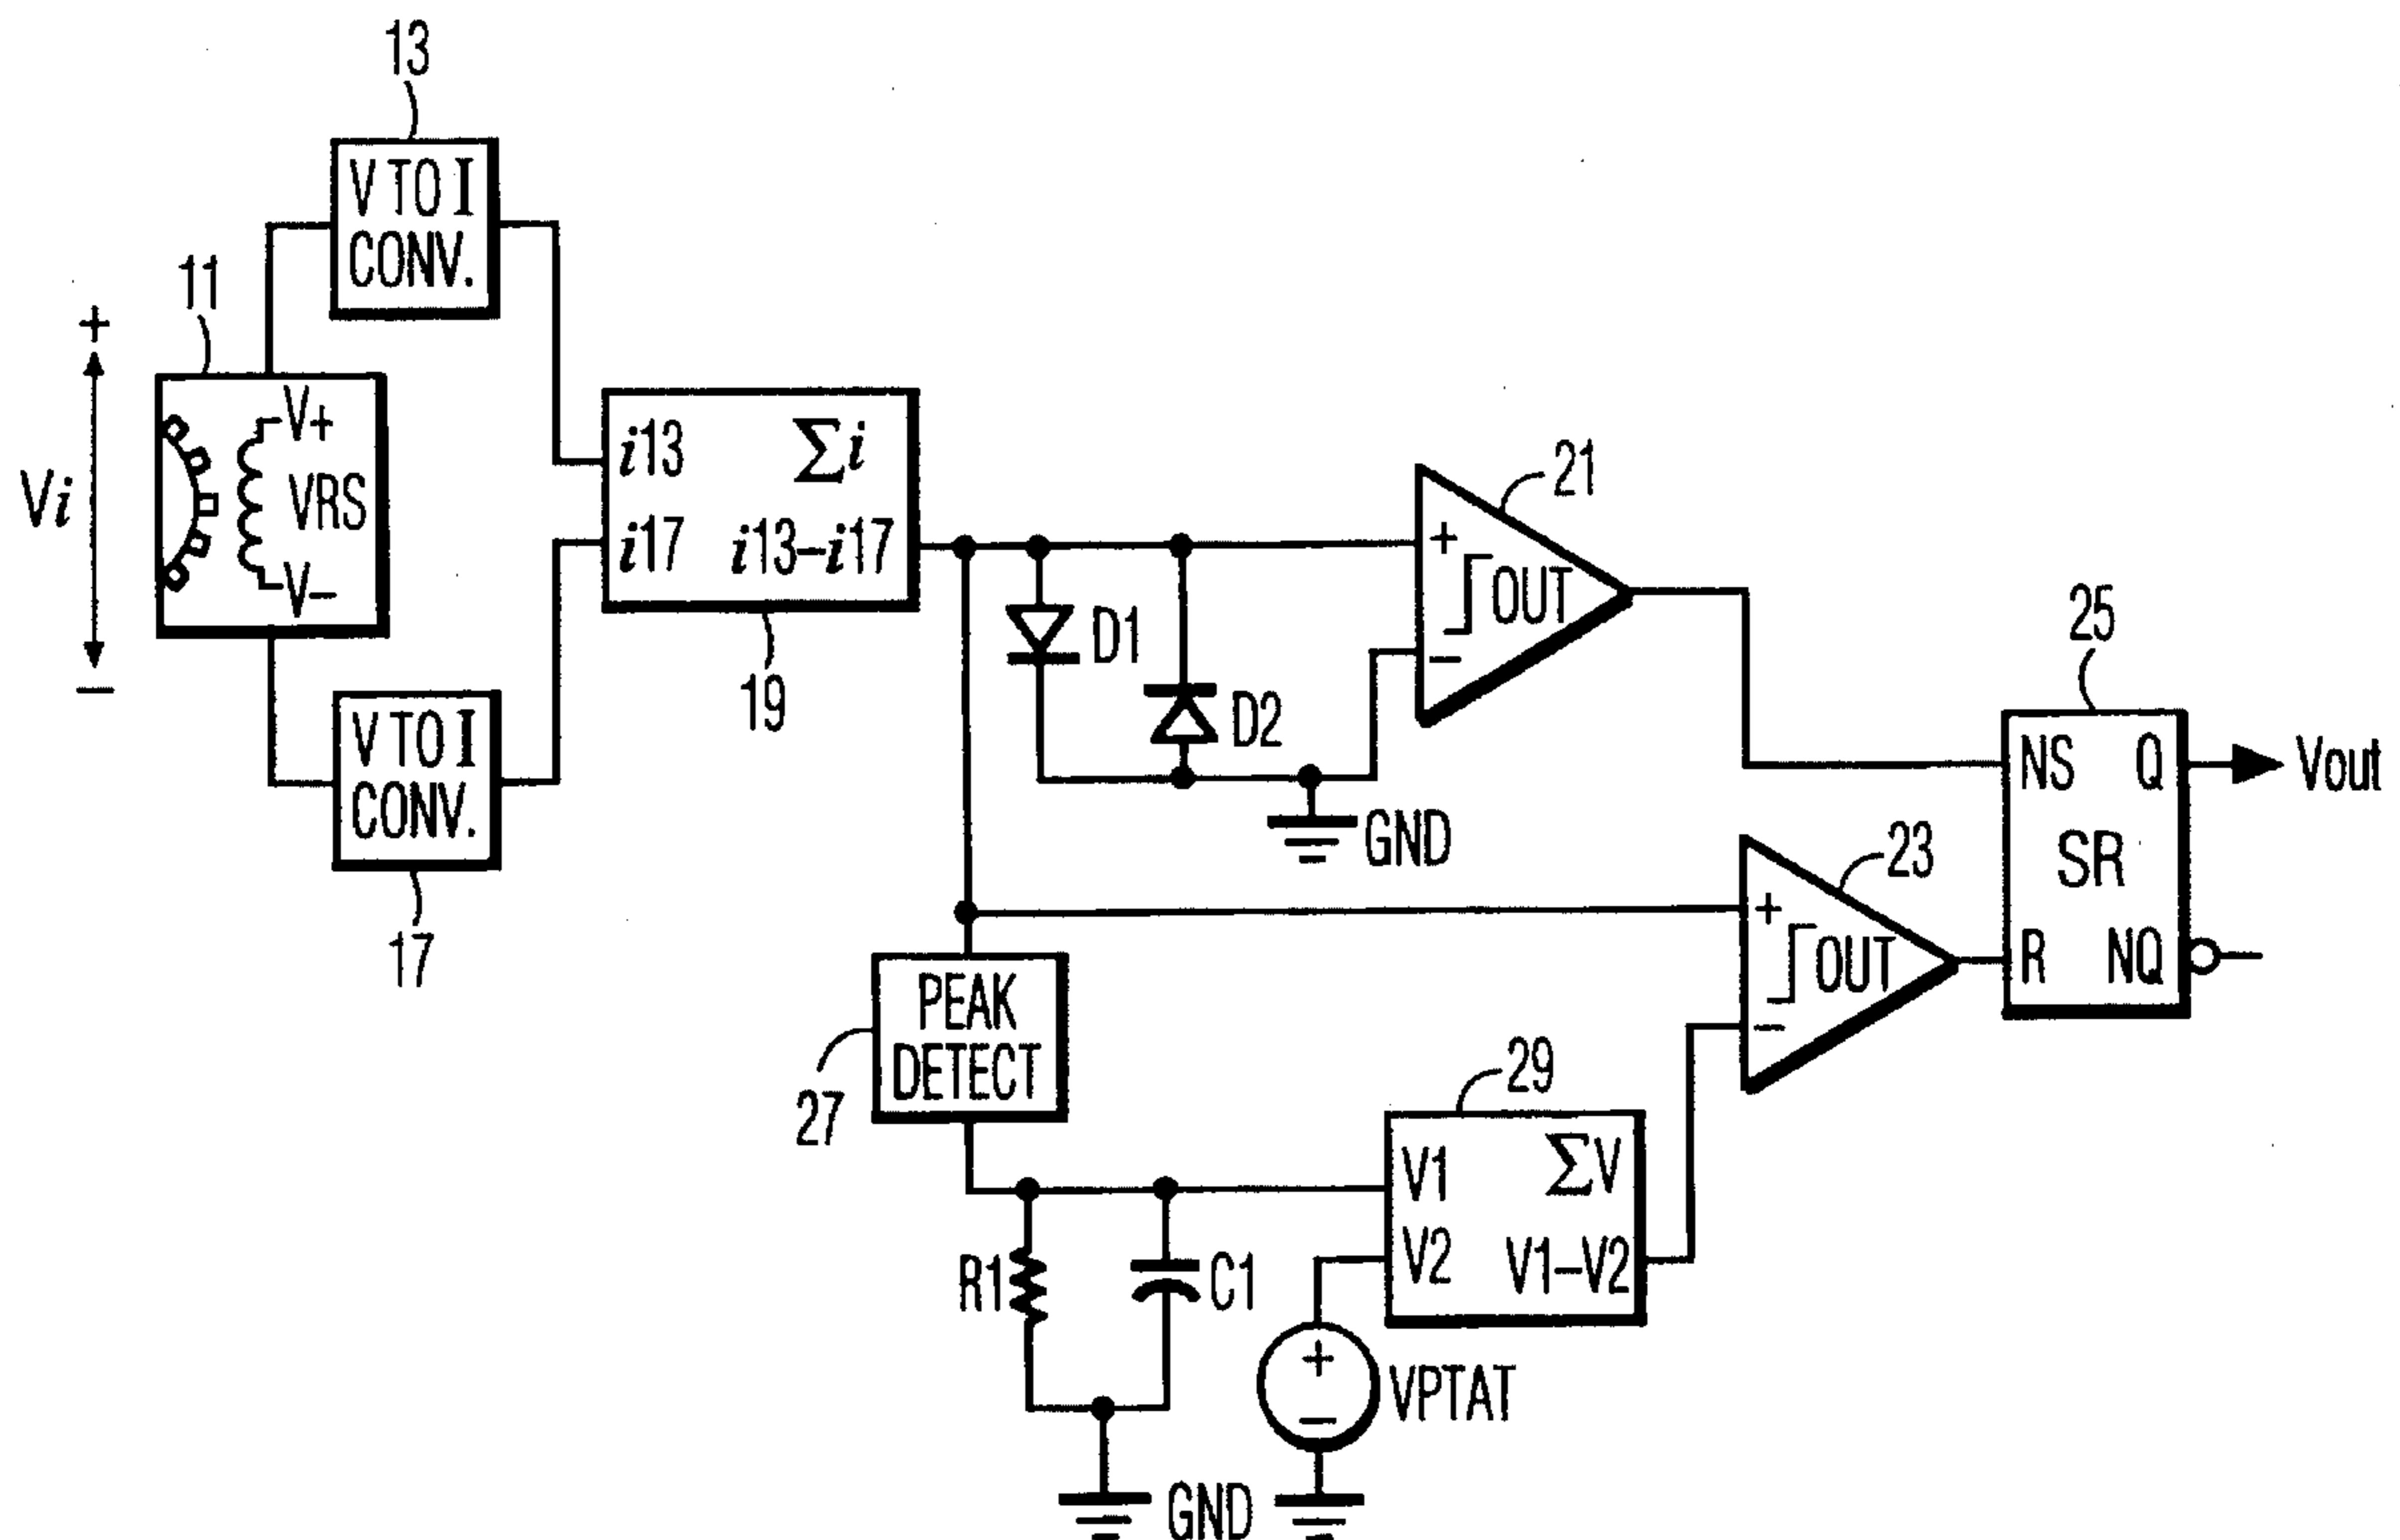 13
V TO I
CONV.
11
+
Vi
−
V+
VRS
V−
V TO I
CONV.
17
i13 Σi
i17 i13−i17
19
D1
D2
GND
+
−
OUT
21
25
NS Q
SR
R NQ
Vout
+
−
OUT
23
PEAK
DETECT
27
R1
C1
GND
29
V1 ΣV
V2 V1−V2
+
−
VPTAT